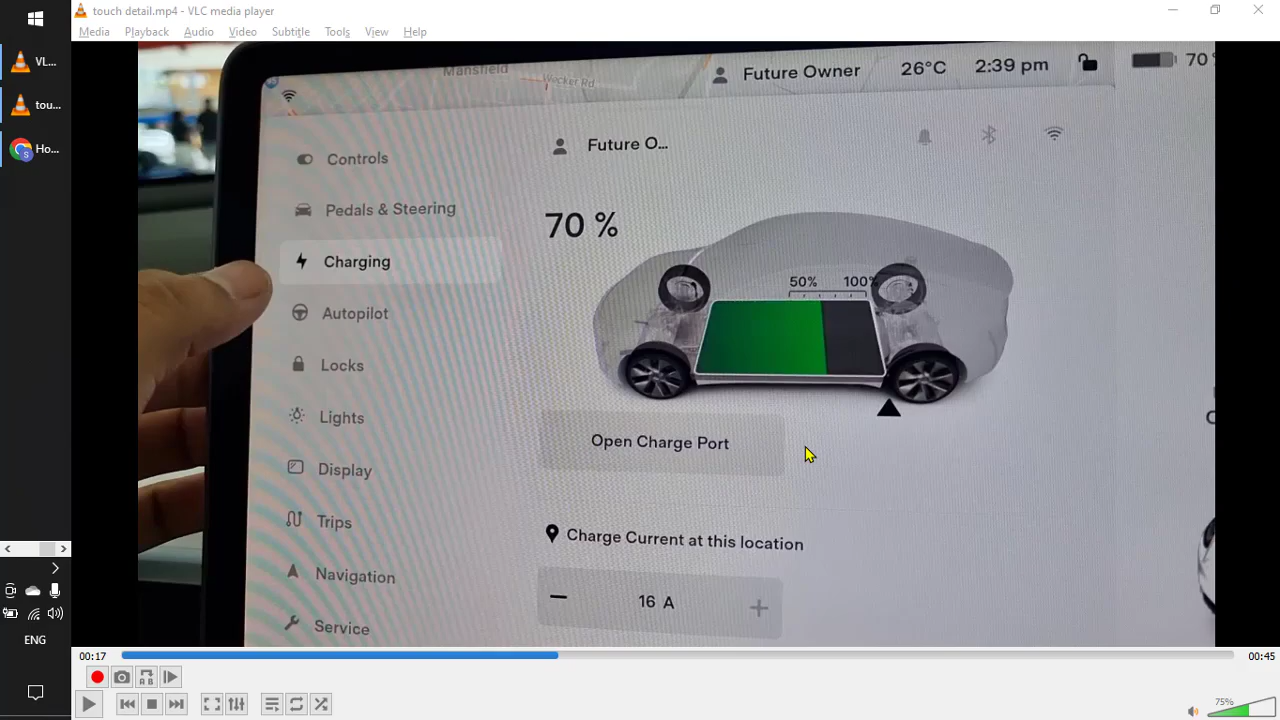 touch detail.mp4 - VLC media player
Media Playback Audio Video Subtitle Tools View Help
VL...
tou...
Ho...
ENG
Mansfield
Wucker Rd
Future Owner 26°C 2:39 pm 70
Future O...
Controls
Pedals & Steering
Charging
Autopilot
Locks
Lights
Display
Trips
Navigation
Service
70 %
50% 100%
Open Charge Port
Charge Current at this location
− 16 A +
00:17
00:45
A B
75%